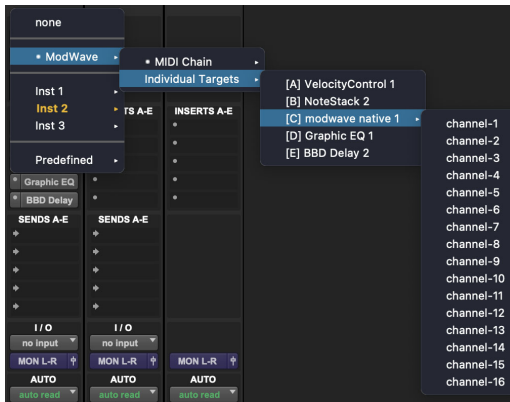 none
• ModWave
Inst 1
Inst 2
Inst 3
Predefined
• MIDI Chain
Individual Targets
[A] VelocityControl 1
[B] NoteStack 2
[C] modwave native 1
[D] Graphic EQ 1
[E] BBD Delay 2
channel-1
channel-2
channel-3
channel-4
channel-5
channel-6
channel-7
channel-8
channel-9
channel-10
channel-11
channel-12
channel-13
channel-14
channel-15
channel-16
TS A-E
INSERTS A-E
Graphic EQ
BBD Delay
SENDS A-E
SENDS A-E
I / O
I / O
no input
no input
MON L-R
MON L-R
MON L-R
AUTO
AUTO
AUTO
auto read
auto read
auto read